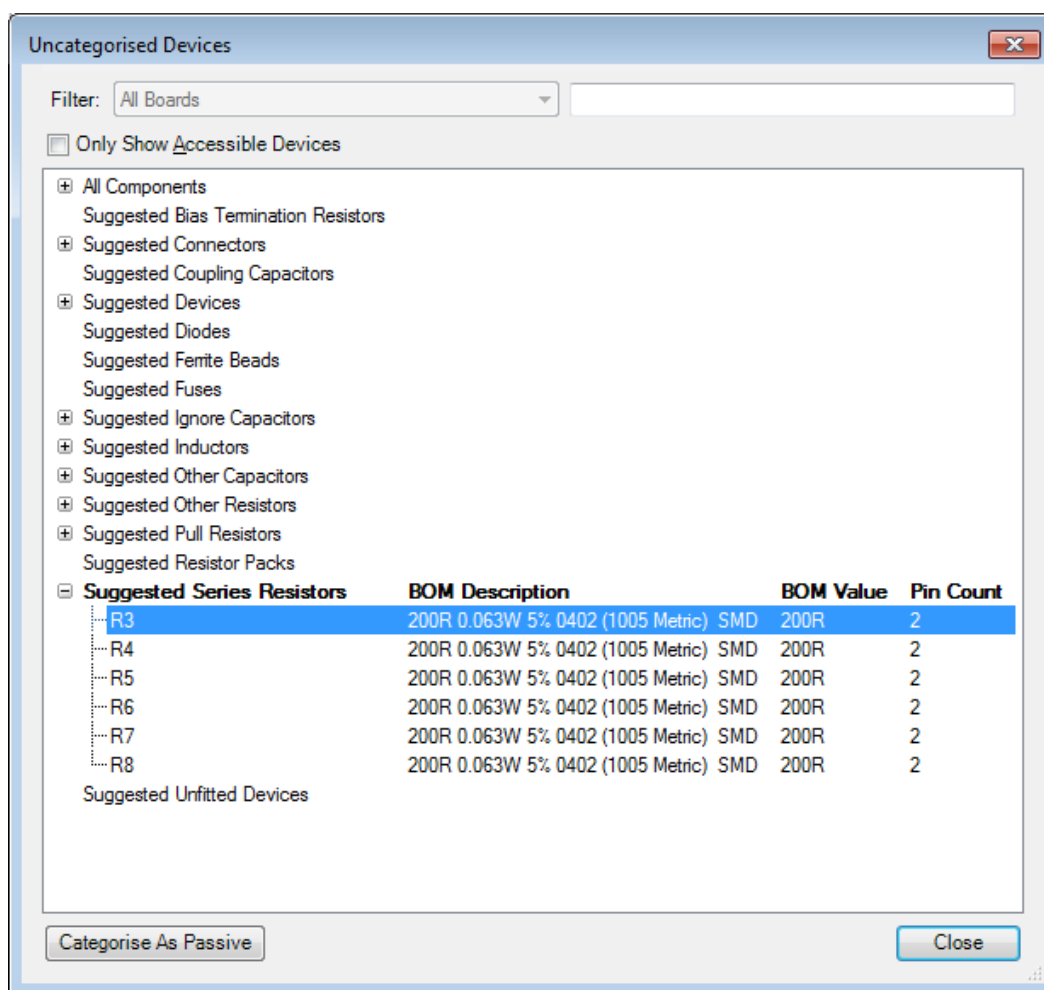 Uncategorised Devices
Filter: All Boards
Only Show Accessible Devices
All Components
Suggested Bias Termination Resistors
Suggested Connectors
Suggested Coupling Capacitors
Suggested Devices
Suggested Diodes
Suggested Ferrite Beads
Suggested Fuses
Suggested Ignore Capacitors
Suggested Inductors
Suggested Other Capacitors
Suggested Other Resistors
Suggested Pull Resistors
Suggested Resistor Packs
Suggested Series Resistors BOM Description BOM Value Pin Count
R3 200R 0.063W 5% 0402 (1005 Metric) SMD 200R 2
R4 200R 0.063W 5% 0402 (1005 Metric) SMD 200R 2
R5 200R 0.063W 5% 0402 (1005 Metric) SMD 200R 2
R6 200R 0.063W 5% 0402 (1005 Metric) SMD 200R 2
R7 200R 0.063W 5% 0402 (1005 Metric) SMD 200R 2
R8 200R 0.063W 5% 0402 (1005 Metric) SMD 200R 2
Suggested Unfitted Devices
Categorise As Passive Close